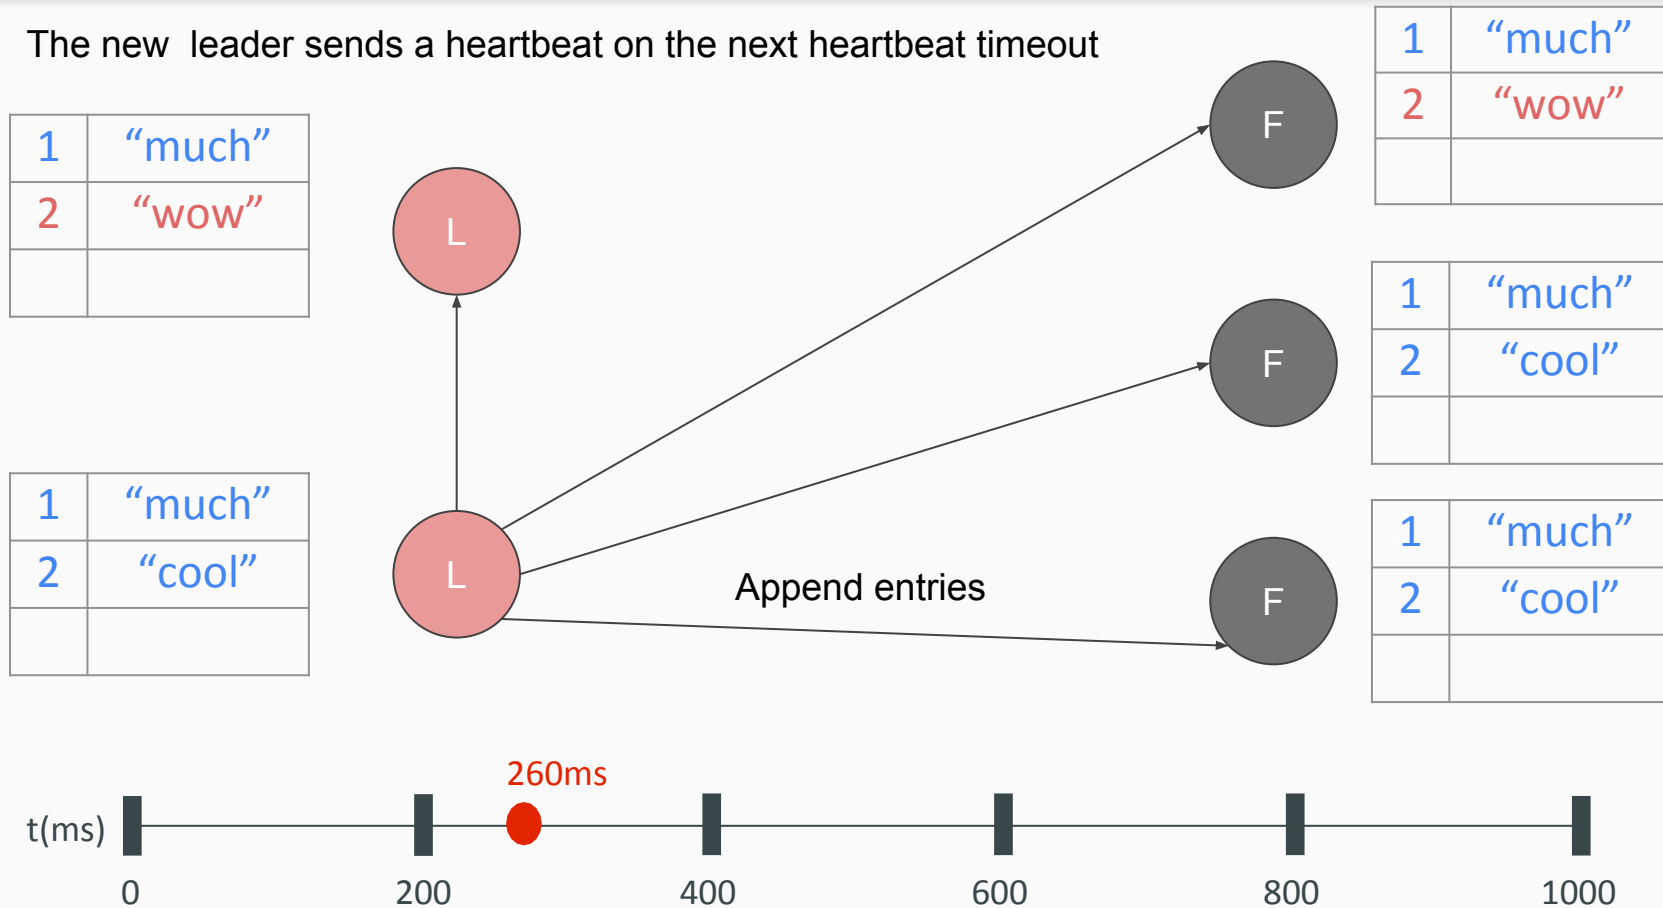 The new  leader sends a heartbeat on the next heartbeat timeout
1 “much”
2 “wow”
L
1 “much”
2 “cool”
L
Append entries
F
1 “much”
2 “wow”
F
1 “much”
2 “cool”
F
1 “much”
2 “cool”
260ms
t(ms)
0 200 400 600 800 1000